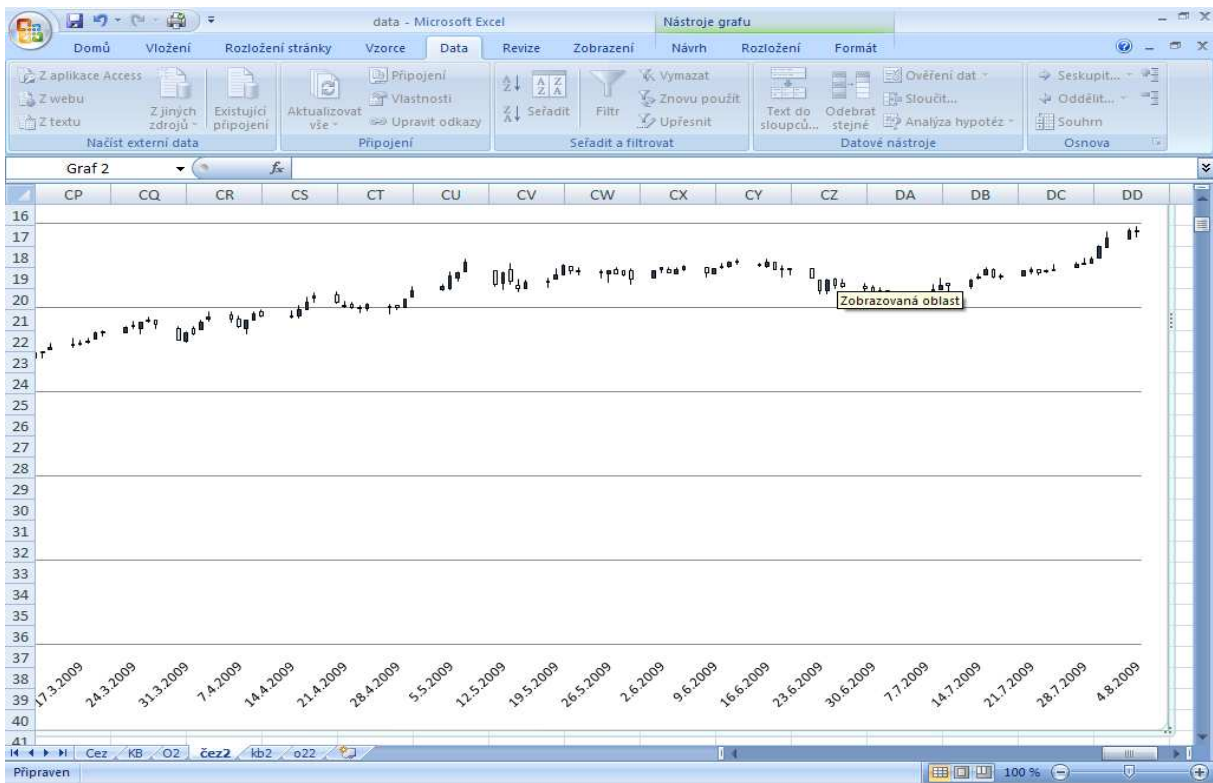 data - Microsoft Excel
Nástroje grafu
Domů Vložení Rozložení stránky Vzorce Data Revize Zobrazení Návrh Rozložení Formát
Z aplikace Access
Z webu
Z textu
Z jiných
zdrojů
Existující
připojení
Načíst externí data
Aktualizovat
vše
Připojení
Vlastnosti
Upravit odkazy
Připojení
Seřadit
Filtr
Vymazat
Znovu použít
Upřesnit
Seřadit a filtrovat
Text do
sloupců...
Odebrat
stejné
Ověření dat
Sloučit...
Analýza hypotéz
Datové nástroje
Seskupit...
Oddělit...
Souhrn
Osnova
Graf 2 fx
CP CQ CR CS CT CU CV CW CX CY CZ DA DB DC DD
16
17
18
19
20
21
22
23
24
25
26
27
28
29
30
31
32
33
34
35
36
37
38
39
40
41
Zobrazovaná oblast
17.3.2009 24.3.2009 31.3.2009 7.4.2009 14.4.2009 21.4.2009 28.4.2009 5.5.2009 12.5.2009 19.5.2009 26.5.2009 2.6.2009 9.6.2009 16.6.2009 23.6.2009 30.6.2009 7.7.2009 14.7.2009 21.7.2009 28.7.2009 4.8.2009
Cez KB O2 čez2 kb2 o22
Připraven
100 %